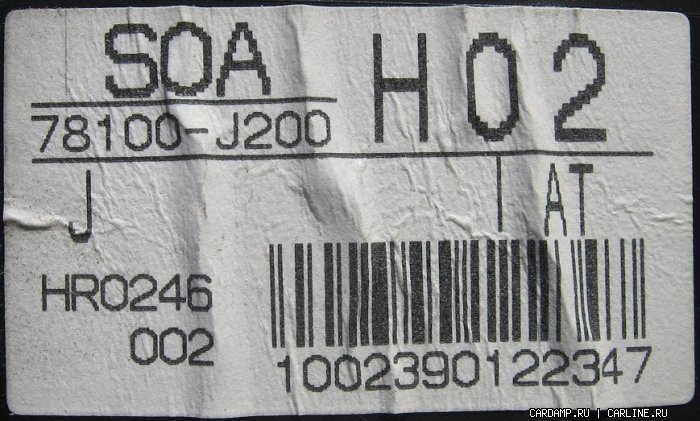 SOA H02
78100-J200
J AT
HR0246
002
1002390122347
CARDAMP.RU | CARLINE.RU